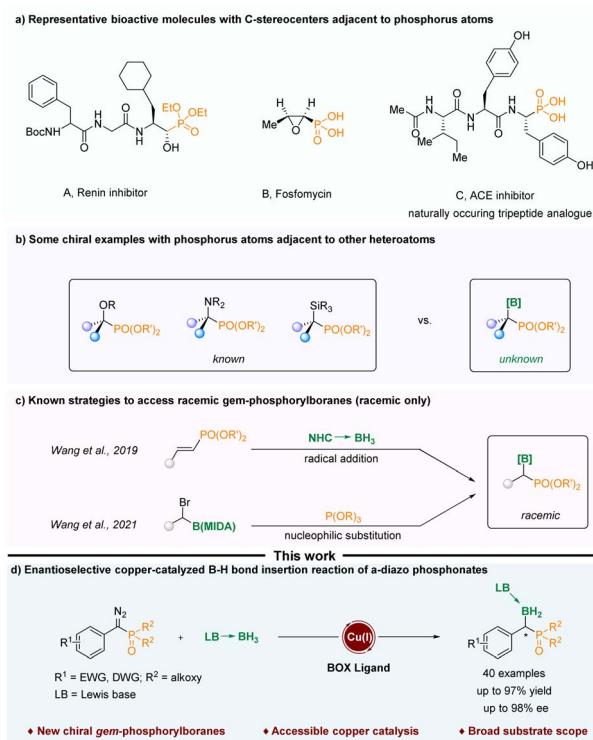 a) Representative bioactive molecules with C-stereocenters adjacent to phosphorus atoms
BocHN
O
H
N
O
N
H
OH
EtO
OEt
P
O
A, Renin inhibitor
H
H
Me
O
P
OH
OH
O
B, Fosfomycin
OH
Me
O
H
N
O
N
H
O
H
N
O
P
OH
OH
Me
Me
OH
C, ACE inhibitor
naturally occuring tripeptide analogue
b) Some chiral examples with phosphorus atoms adjacent to other heteroatoms
OR
PO(OR')2
NR2
PO(OR')2
SiR3
PO(OR')2
known
vs.
[B]
PO(OR')2
unknown
c) Known strategies to access racemic gem-phosphorylboranes (racemic only)
Wang et al., 2019
PO(OR')2
NHC→BH3
radical addition
[B]
PO(OR')2
racemic
Wang et al., 2021
Br
B(MIDA)
P(OR)3
nucleophilic substitution
This work
d) Enantioselective copper-catalyzed B-H bond insertion reaction of a-diazo phosphonates
N2
R1
P
R2
R2
O
+
LB→BH3
Cu(I)
BOX Ligand
LB
BH2
R1
*
P
R2
R2
O
R1 = EWG, DWG; R2 = alkoxy
LB = Lewis base
40 examples
up to 97% yield
up to 98% ee
♦ New chiral gem-phosphorylboranes ♦ Accessible copper catalysis ♦ Broad substrate scope